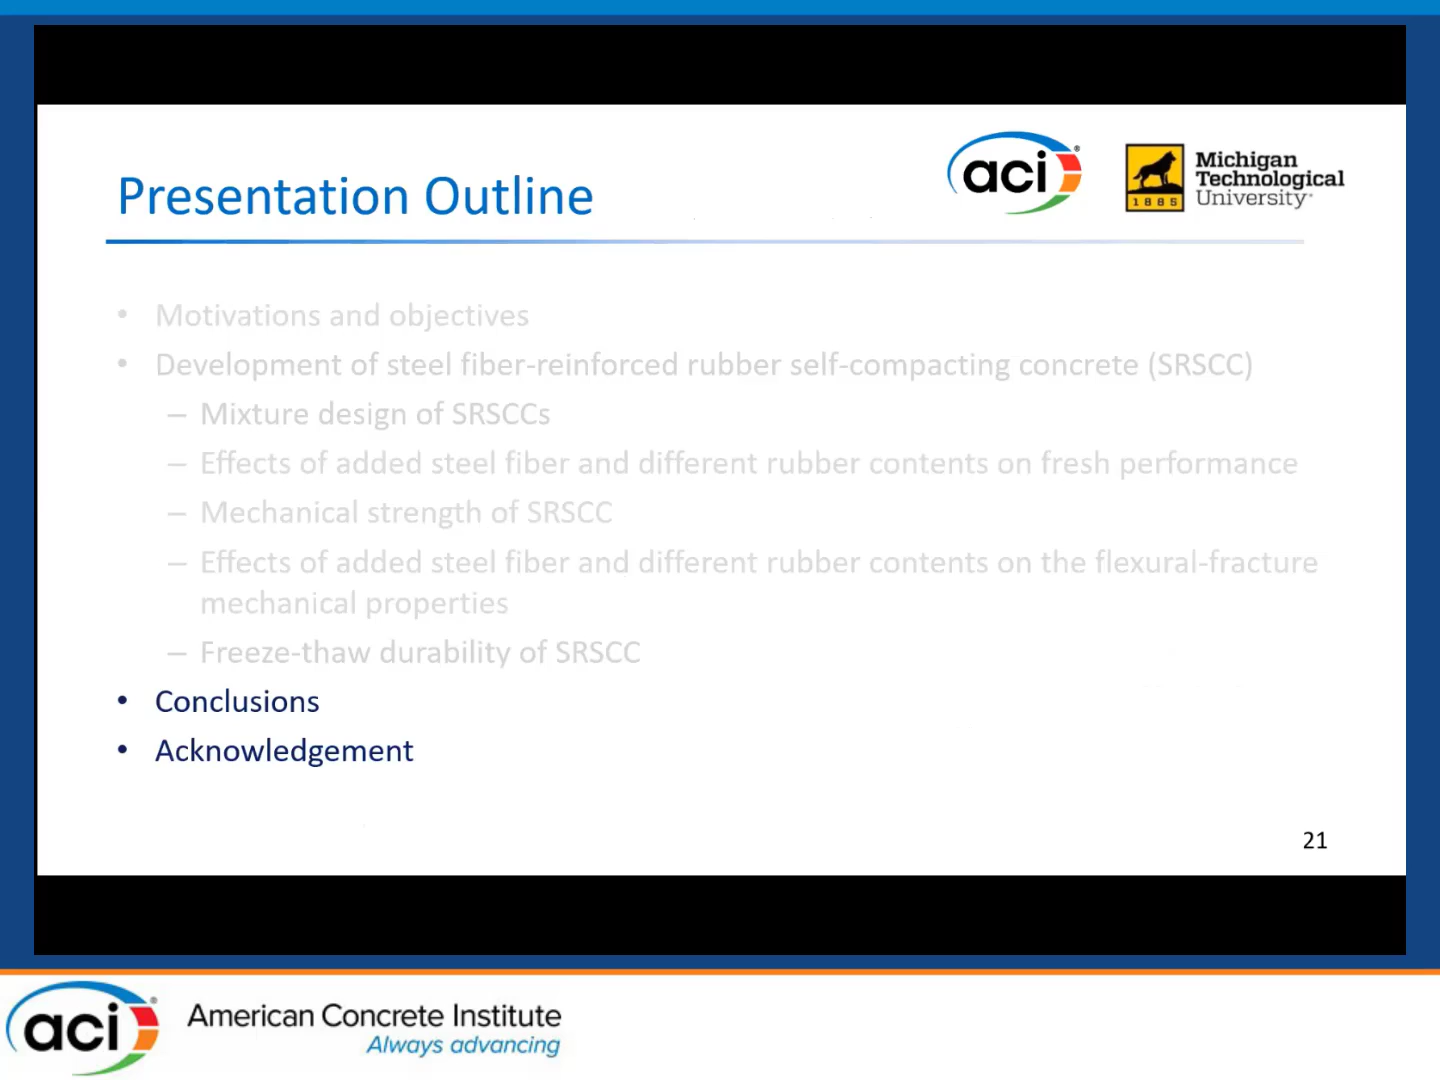 Presentation Outline
aci®
1885
Michigan
Technological
University
• Motivations and objectives
• Development of steel fiber-reinforced rubber self-compacting concrete (SRSCC)
– Mixture design of SRSCCs
– Effects of added steel fiber and different rubber contents on fresh performance
– Mechanical strength of SRSCC
– Effects of added steel fiber and different rubber contents on the flexural-fracture
mechanical properties
– Freeze-thaw durability of SRSCC
• Conclusions
• Acknowledgement
21
aci®
American Concrete Institute
Always advancing